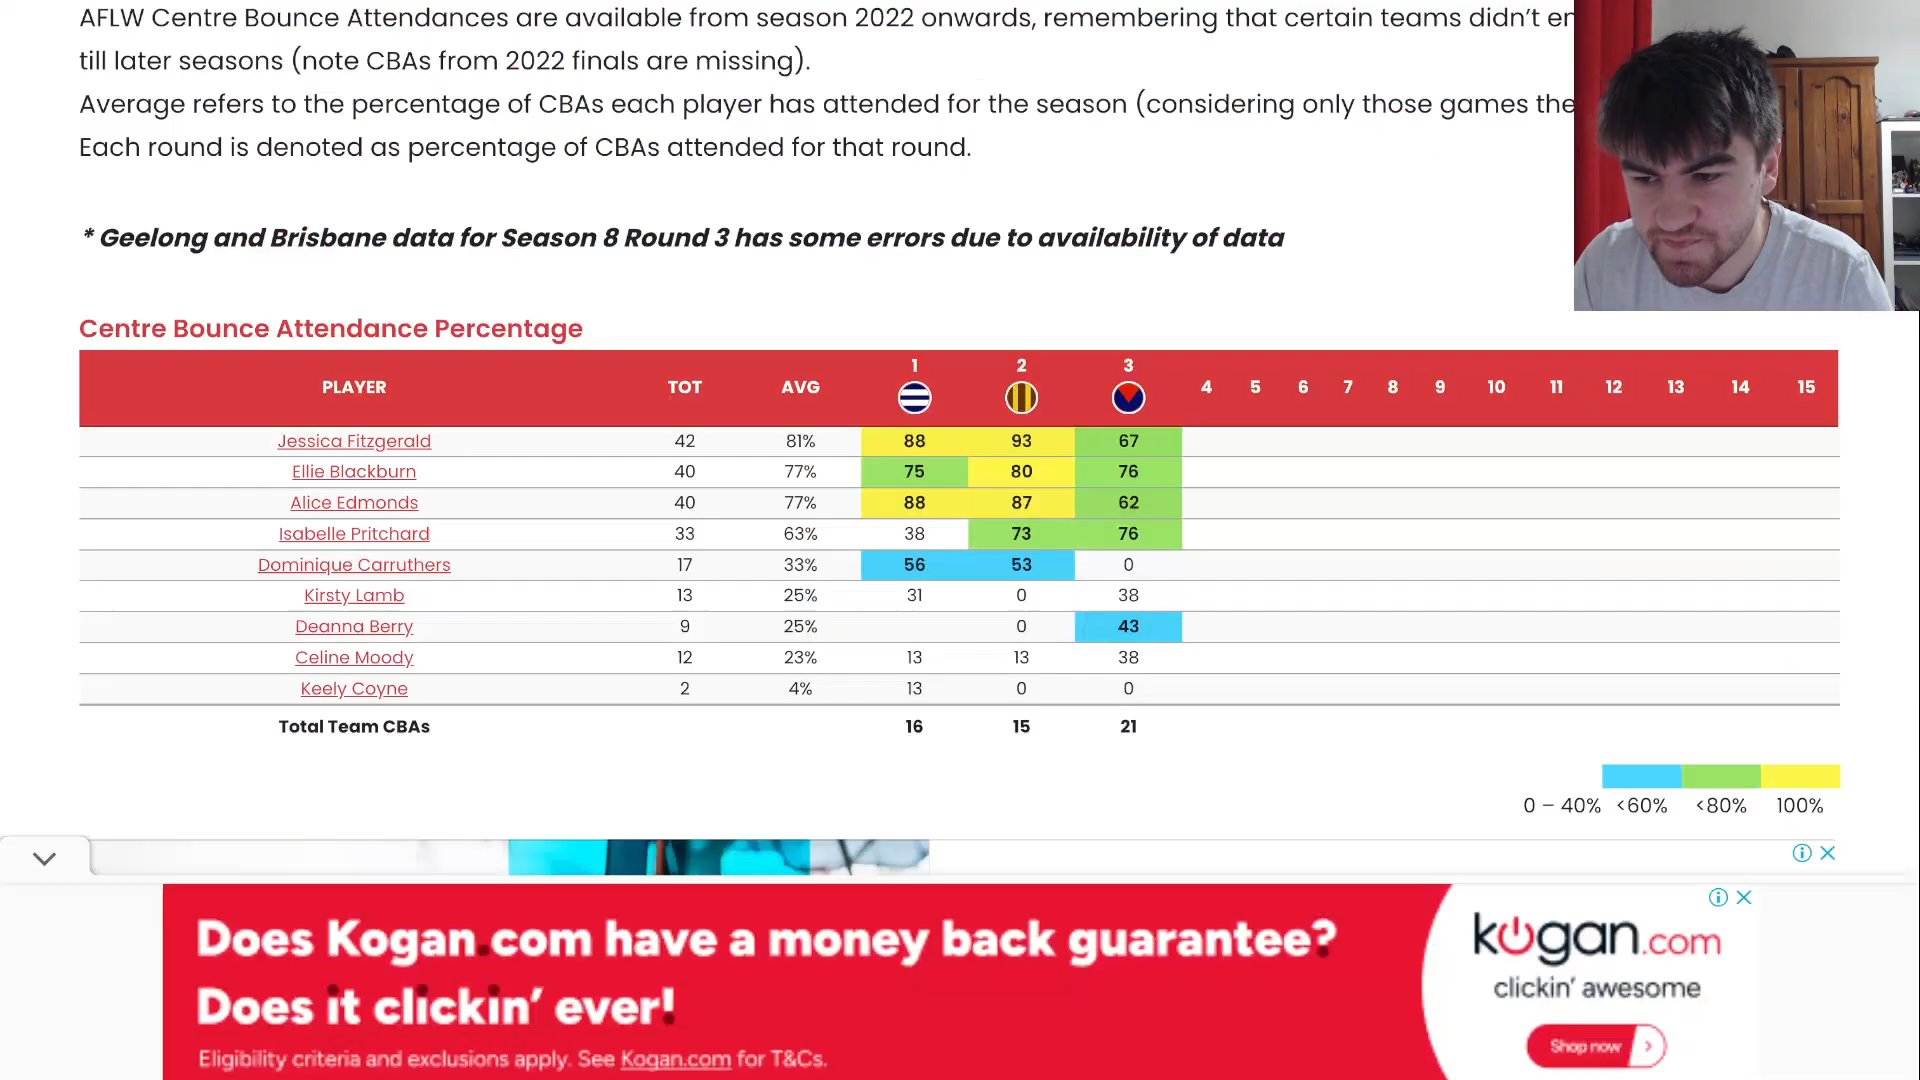 AFLW Centre Bounce Attendances are available from season 2022 onwards, remembering that certain teams didn't
till later seasons (note CBAs from 2022 finals are missing).
Average refers to the percentage of CBAs each player has attended for the season (considering only those games
Each round is denoted as percentage of CBAs attended for that round.
* Geelong and Brisbane data for Season 8 Round 3 has some errors due to availability of data
Centre Bounce Attendance Percentage
PLAYER TOT AVG 1 2 3 4 5 6 7 8 9 10 11 12 13 14 15
Jessica Fitzgerald 42 81% 88 93 67
Ellie Blackburn 40 77% 75 80 76
Alice Edmonds 40 77% 88 87 62
Isabelle Pritchard 33 63% 38 73 76
Dominique Carruthers 17 33% 56 53 0
Kirsty Lamb 13 25% 31 0 38
Deanna Berry 9 25% 0 43
Celine Moody 12 23% 13 13 38
Keely Coyne 2 4% 13 0 0
Total Team CBAs 16 15 21
0 – 40% <60% <80% 100%
Does Kogan.com have a money back guarantee?
Does it clickin' ever!
Eligibility criteria and exclusions apply. See Kogan.com for T&Cs.
kogan.com
clickin' awesome
Shop now